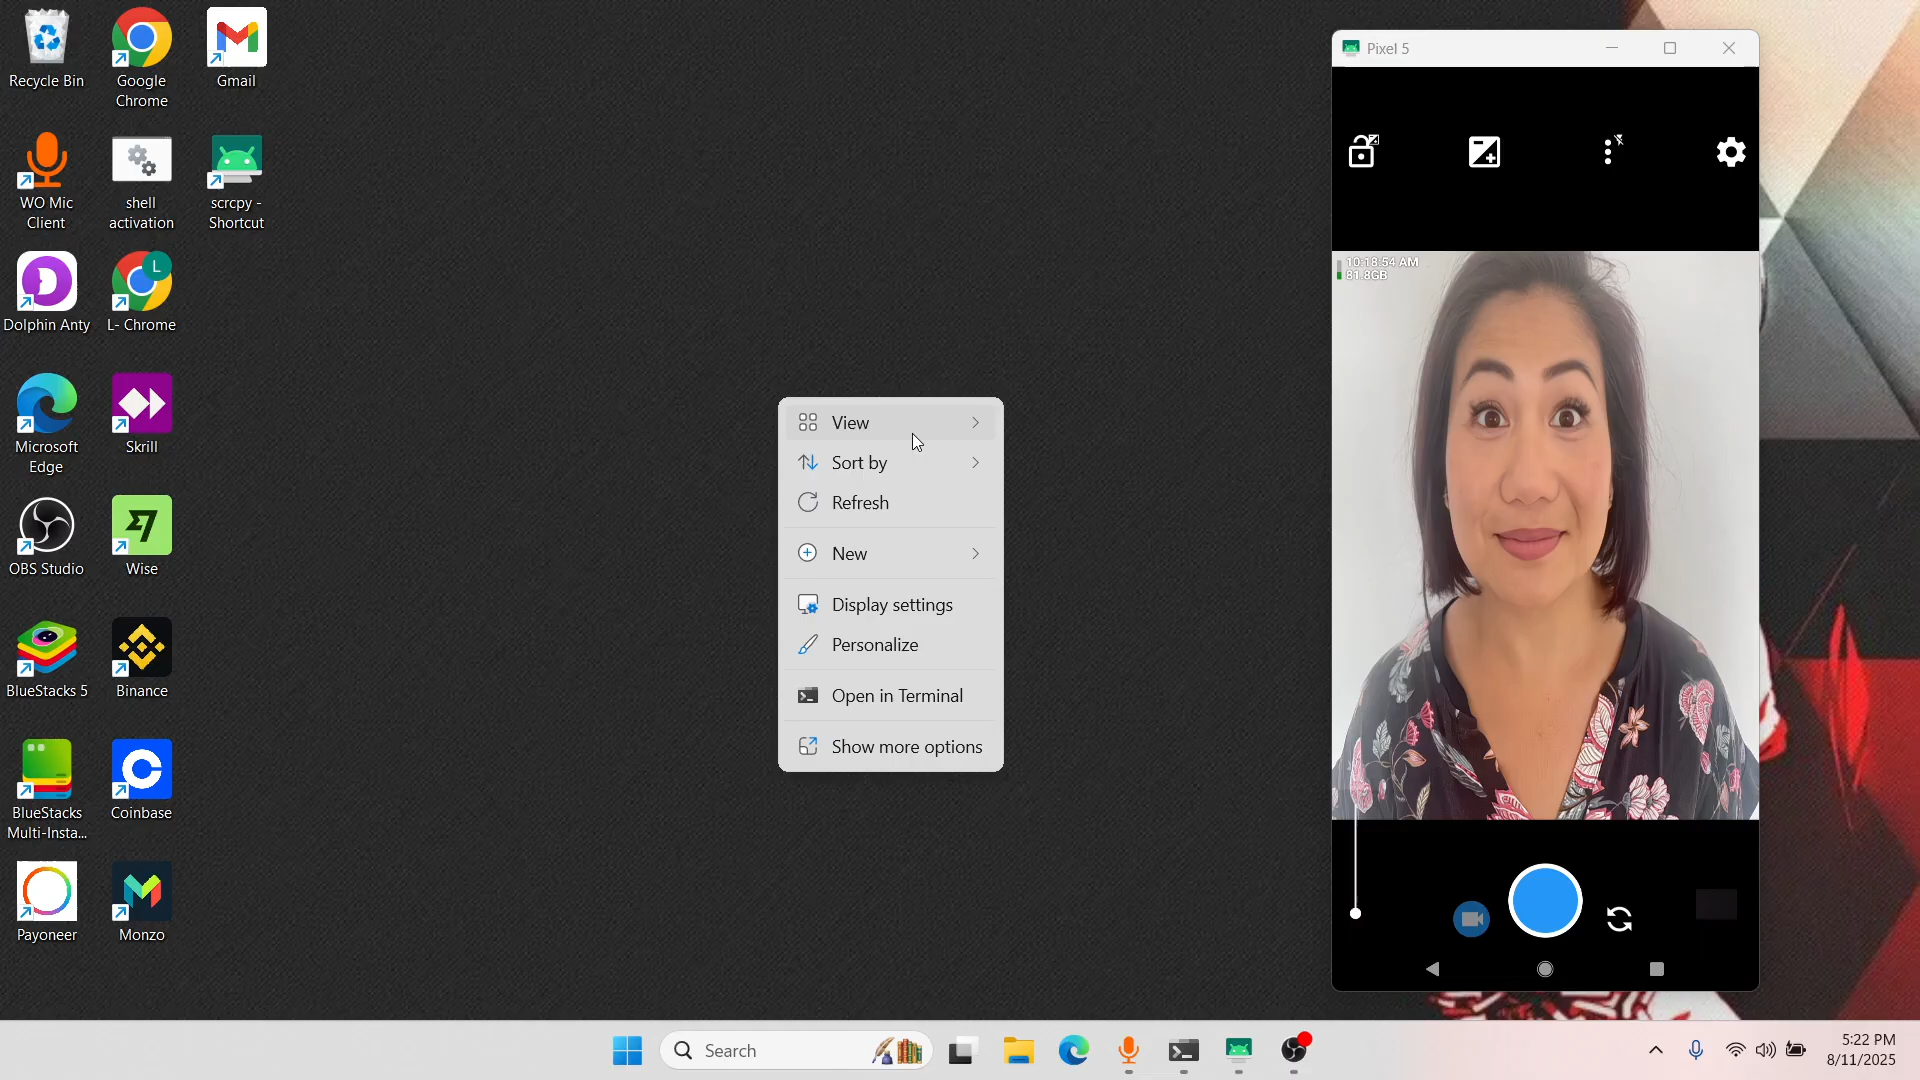 Recycle Bin
Google
Chrome
Gmail
WO Mic
Client
shell
activation
scrcpy -
Shortcut
Dolphin Anty
L
L- Chrome
Microsoft
Edge
Skrill
OBS Studio
Wise
BlueStacks 5
Binance
BlueStacks
Multi-Insta...
Coinbase
Payoneer
Monzo
View
Sort by
Refresh
New
Display settings
Personalize
Open in Terminal
Show more options
Pixel 5
10:18:54 AM
81.8GB
Search
5:22 PM
8/11/2025